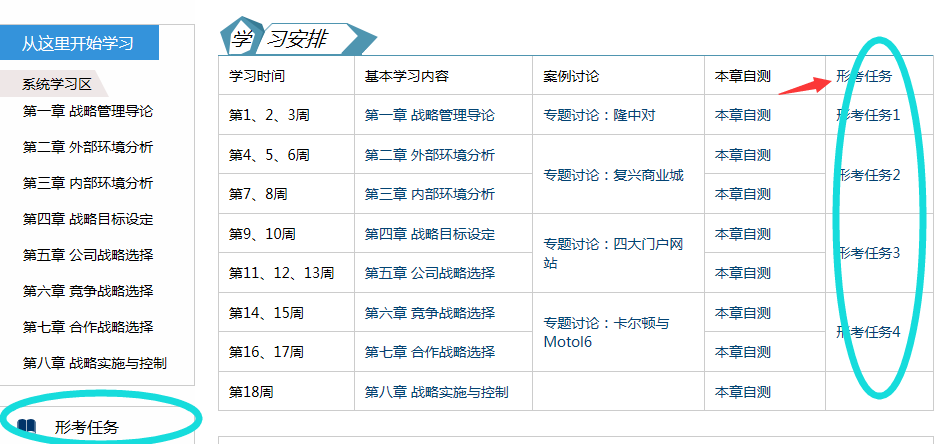 从这里开始学习
系统学习区
第一章 战略管理导论
第二章 外部环境分析
第三章 内部环境分析
第四章 战略目标设定
第五章 公司战略选择
第六章 竞争战略选择
第七章 合作战略选择
第八章 战略实施与控制
形考任务
学习安排
学习时间 基本学习内容 案例讨论 本章自测 形考任务
第1、2、3周 第一章 战略管理导论 专题讨论：隆中对 本章自测 形考任务1
第4、5、6周 第二章 外部环境分析 本章自测
专题讨论：复兴商业城 形考任务2
第7、8周 第三章 内部环境分析 本章自测
第9、10周 第四章 战略目标设定 本章自测
专题讨论：四大门户网
站 形考任务3
第11、12、13周 第五章 公司战略选择 本章自测
第14、15周 第六章 竞争战略选择 本章自测
专题讨论：卡尔顿与 形考任务4
Motol6
第16、17周 第七章 合作战略选择 本章自测
第18周 第八章 战略实施与控制 本章自测